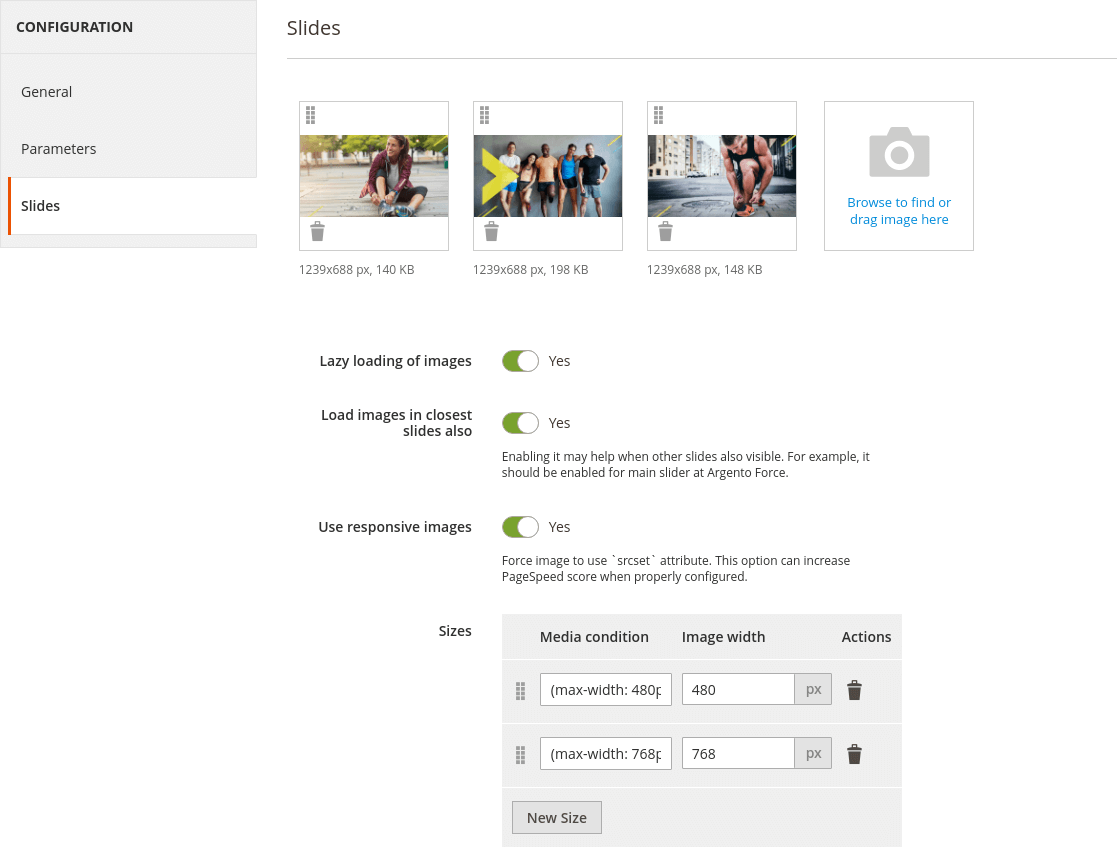 CONFIGURATION
General
Parameters
Slides
Slides
1239x688 px, 140 KB
1239x688 px, 198 KB
1239x688 px, 148 KB
Browse to find or
drag image here
Lazy loading of images
Yes
Load images in closest
slides also
Yes
Enabling it may help when other slides also visible. For example, it
should be enabled for main slider at Argento Force.
Use responsive images
Yes
Force image to use `srcset` attribute. This option can increase
PageSpeed score when properly configured.
Sizes
Media condition Image width Actions
(max-width: 480p 480 px
(max-width: 768p 768 px
New Size